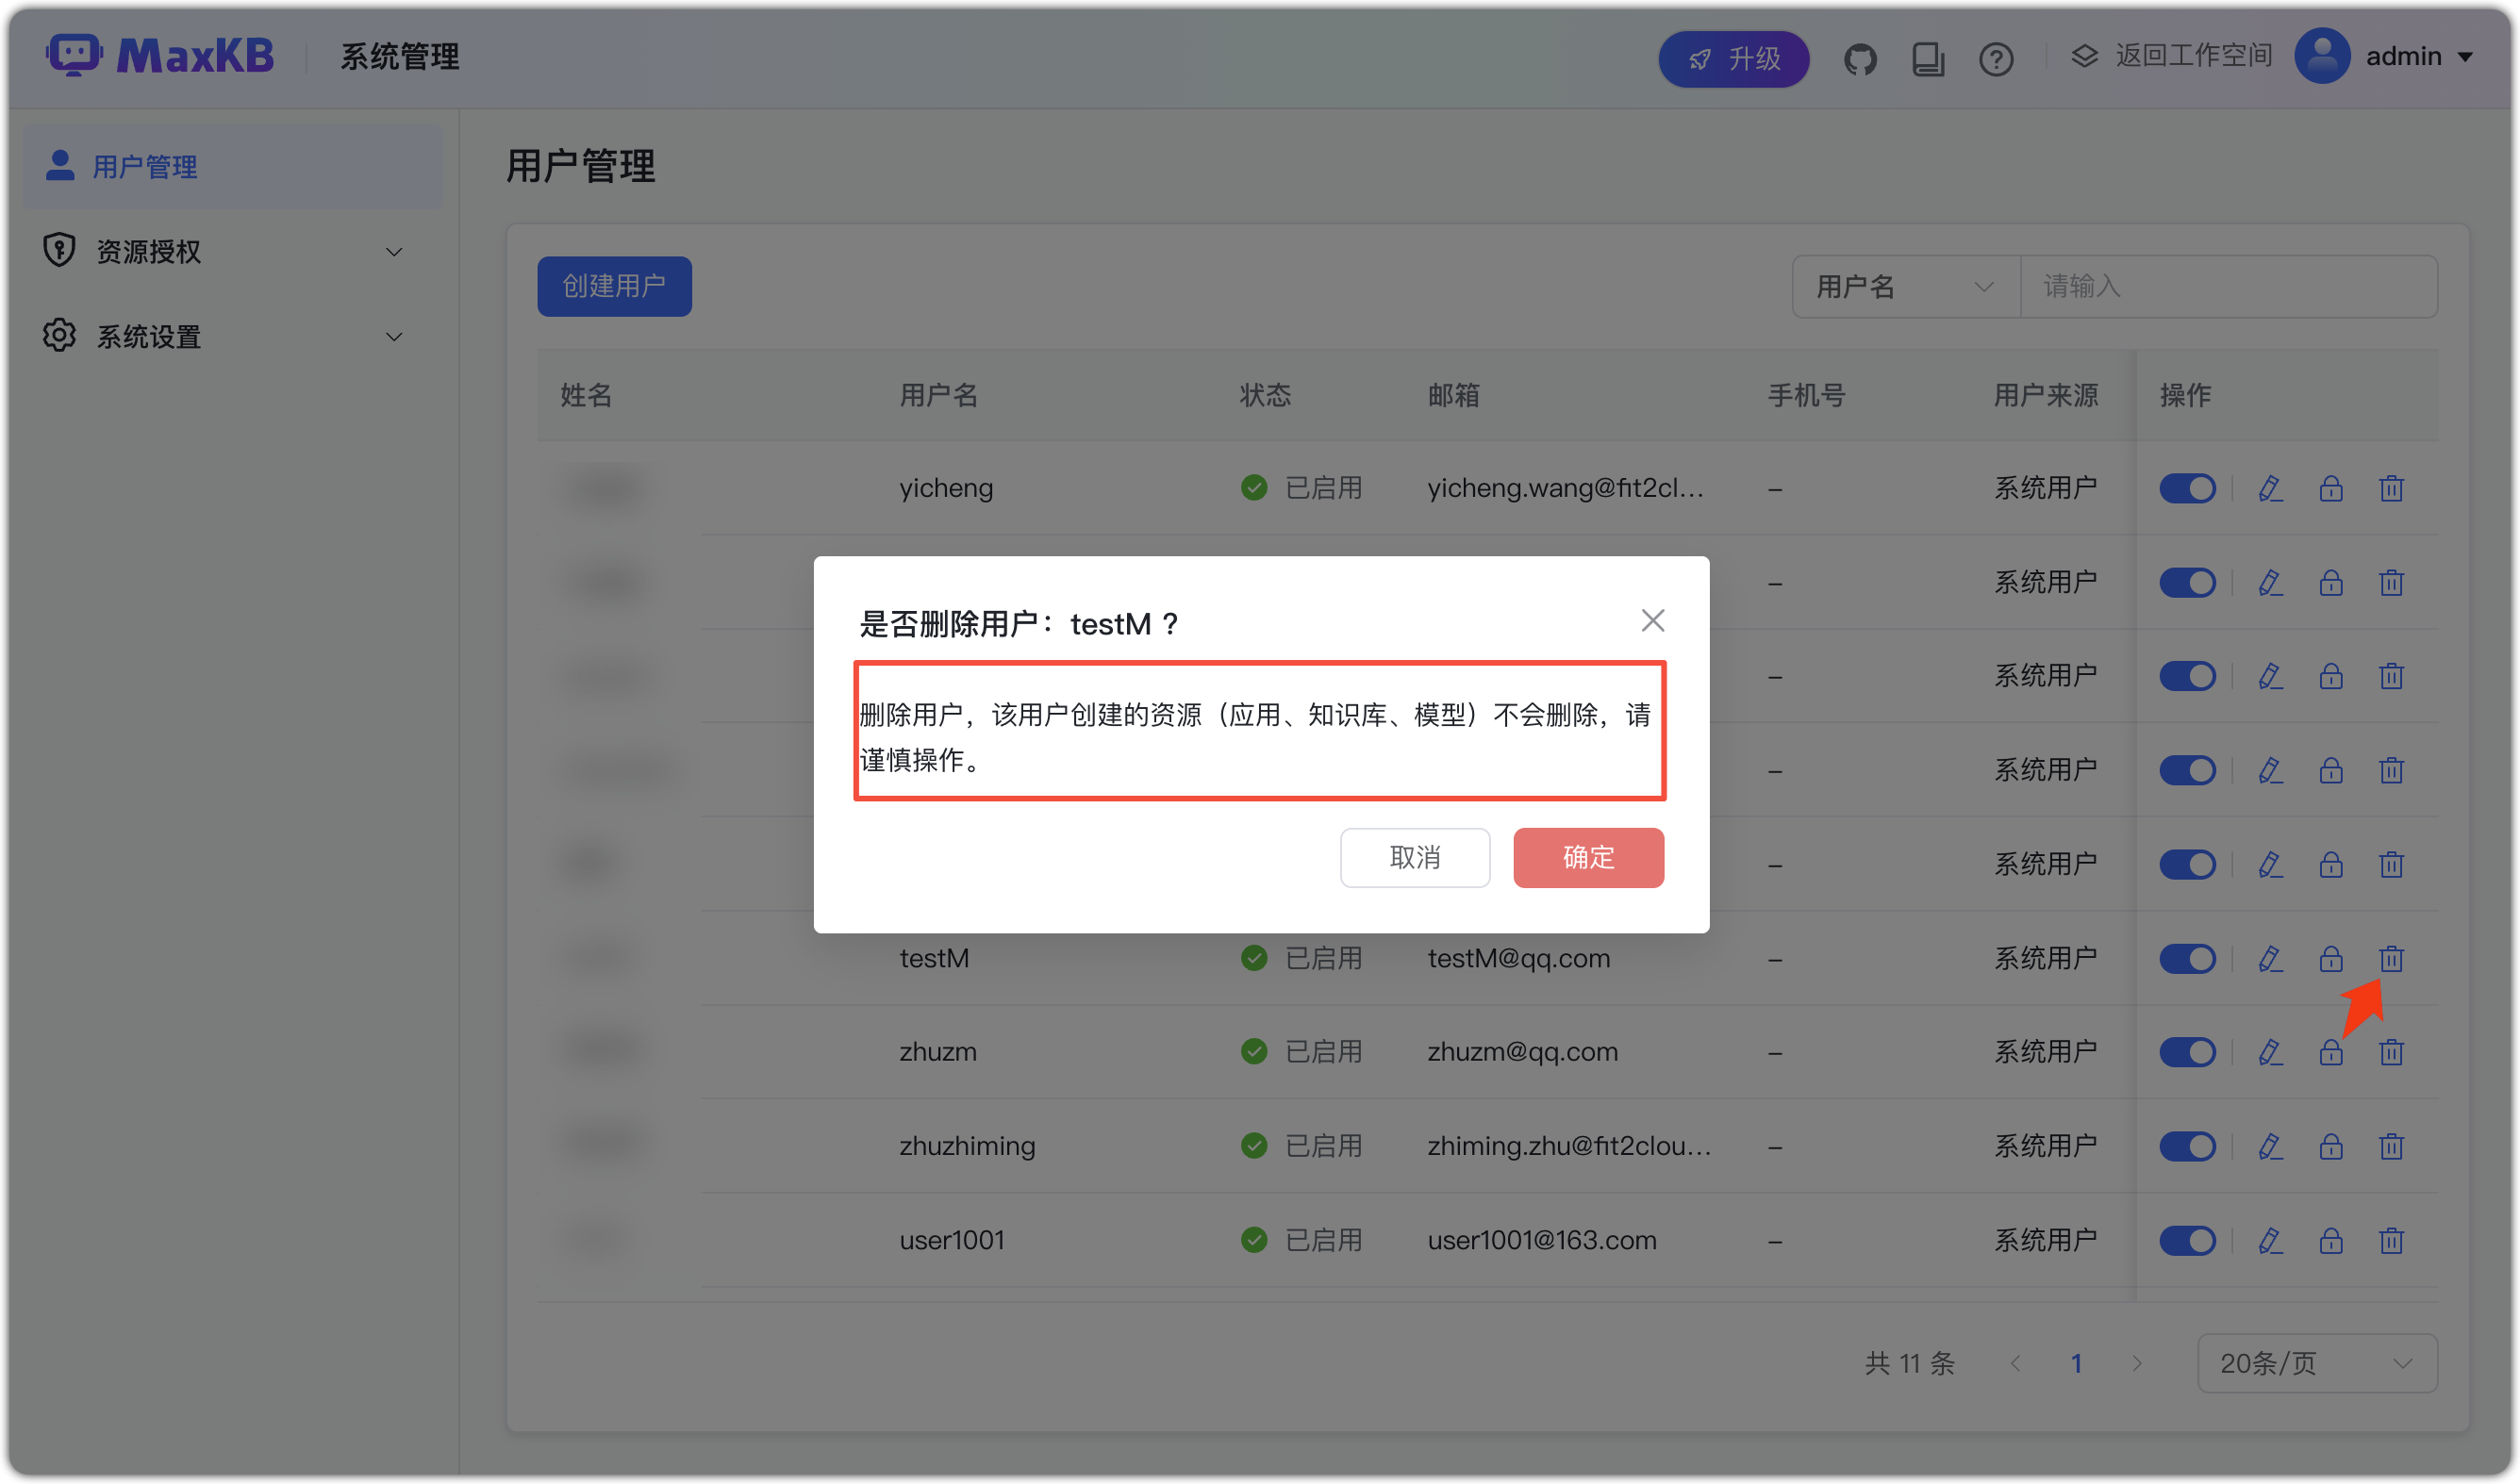 MaxKB
系统管理
升级
返回工作空间
admin
用户管理
资源授权
系统设置
用户管理
创建用户
用户名
请输入
姓名 用户名 状态 邮箱 手机号 用户来源 操作
yicheng 已启用 yicheng.wang@fit2cl... – 系统用户
– 系统用户
– 系统用户
– 系统用户
– 系统用户
是否删除用户：testM ?
删除用户，该用户创建的资源（应用、知识库、模型）不会删除，请
谨慎操作。
取消
确定
testM 已启用 testM@qq.com – 系统用户
zhuzm 已启用 zhuzm@qq.com – 系统用户
zhuzhiming 已启用 zhiming.zhu@fit2clou... – 系统用户
user1001 已启用 user1001@163.com – 系统用户
共 11 条
1
20条/页